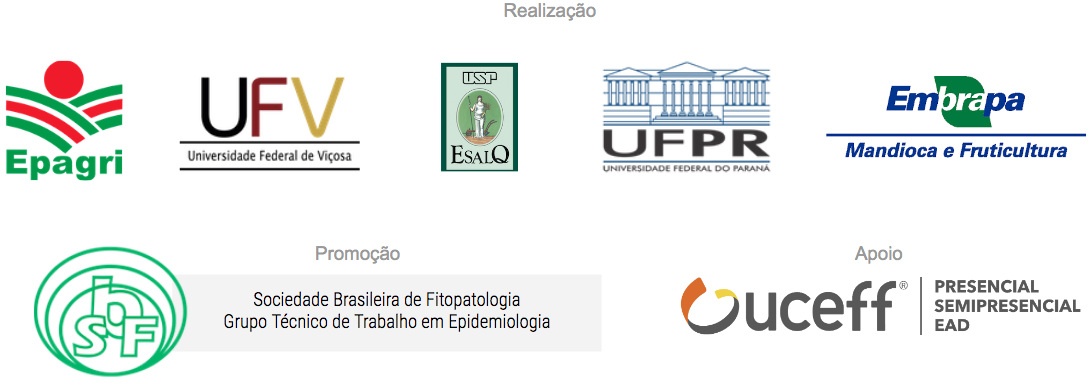 Realização
Epagri
UFV
Universidade Federal de Viçosa
USP
ESALQ
UFPR
UNIVERSIDADE FEDERAL DO PARANÁ
Embrapa
Mandioca e Fruticultura
Promoção
sbF
Sociedade Brasileira de Fitopatologia
Grupo Técnico de Trabalho em Epidemiologia
Apoio
uceff®
PRESENCIAL
SEMIPRESENCIAL
EAD